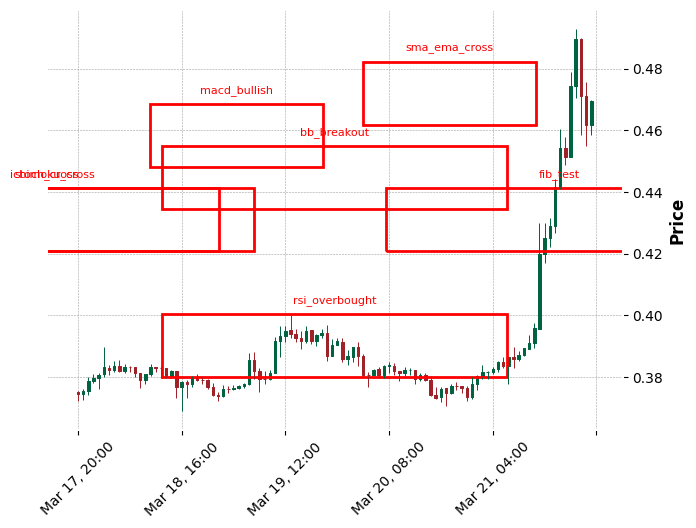 sma_ema_cross
macd_bullish
bb_breakout
stoch_cross
fib_test
rsi_overbought
0.48
0.46
0.44
0.42
0.40
0.38
Price
Mar 17, 20:00
Mar 18, 16:00
Mar 19, 12:00
Mar 20, 08:00
Mar 21, 04:00